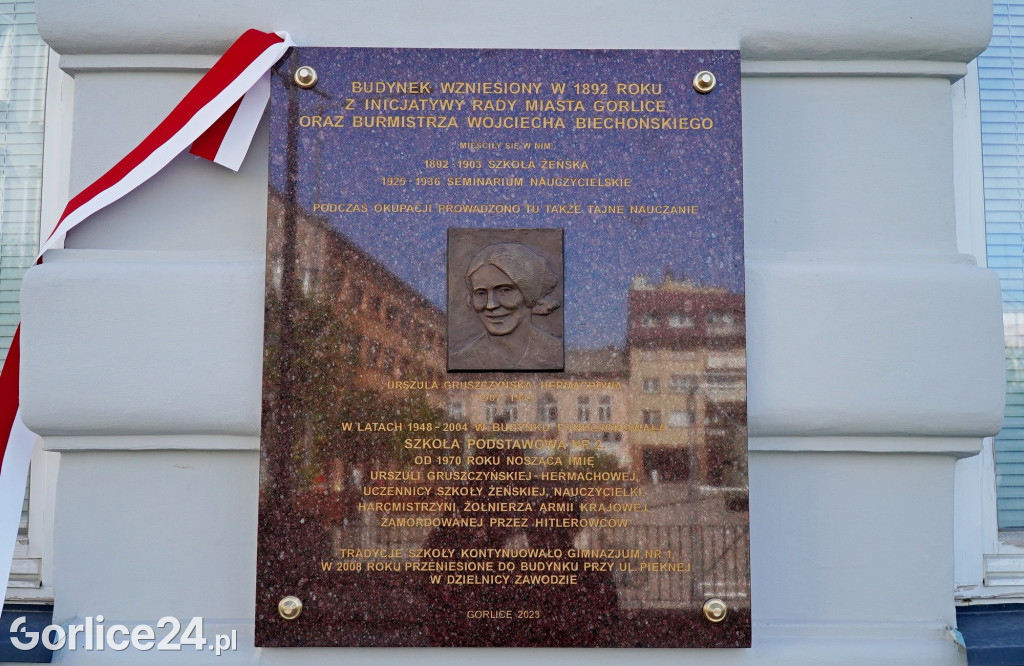 BUDYNEK WZNIESIONY W 1892 ROKU
Z INICJATYWY RADY MIASTA GORLICE
ORAZ BURMISTRZA WOJCIECHA BIECHOŃSKIEGO
MIEŚCIŁY SIĘ W NIM:
1892 - 1903 SZKOŁA ŻEŃSKA
1925 - 1936 SEMINARIUM NAUCZYCIELSKIE
PODCZAS OKUPACJI PROWADZONO TU TAKŻE TAJNE NAUCZANIE
URSZULA GRUSZCZYŃSKA-HERMACHOWA
W LATACH 1948 - 2004 W BUDYNKU FUNKCJONOWAŁA
SZKOŁA PODSTAWOWA NR 2,
OD 1970 ROKU NOSZĄCA IMIĘ
URSZULI GRUSZCZYŃSKIEJ - HERMACHOWEJ,
UCZENNICY SZKOŁY ŻEŃSKIEJ, NAUCZYCIELKI,
HARCMISTRZYNI, ŻOŁNIERZA ARMII KRAJOWEJ,
ZAMORDOWANEJ PRZEZ HITLEROWCÓW
TRADYCJE SZKOŁY KONTYNUOWAŁO GIMNAZJUM NR 1,
W 2008 ROKU PRZENIESIONE DO BUDYNKU PRZY UL. PIĘKNEJ
W DZIELNICY ZAWODZIE
GORLICE 2023
Gorlice24.pl